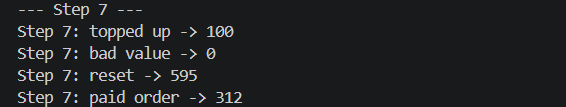 --- Step 7 ---
Step 7: topped up -> 100
Step 7: bad value -> 0
Step 7: reset -> 595
Step 7: paid order -> 312